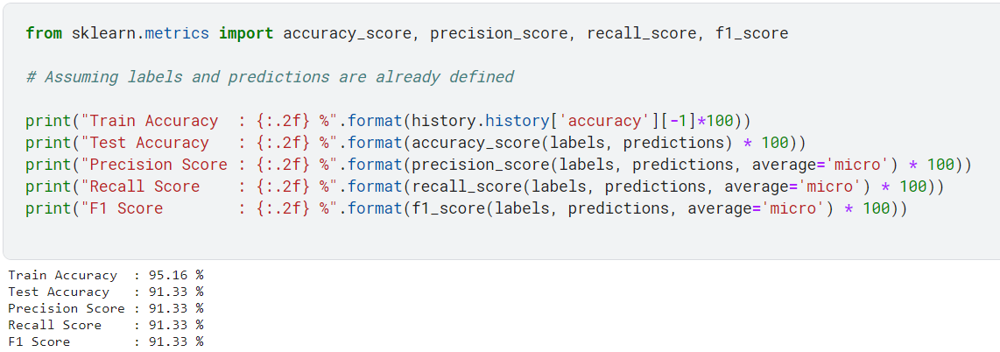 from sklearn.metrics import accuracy_score, precision_score, recall_score, f1_score
# Assuming labels and predictions are already defined
print("Train Accuracy  : {:.2f} %".format(history.history['accuracy'][-1]*100))
print("Test Accuracy   : {:.2f} %".format(accuracy_score(labels, predictions) * 100))
print("Precision Score : {:.2f} %".format(precision_score(labels, predictions, average='micro') * 100))
print("Recall Score    : {:.2f} %".format(recall_score(labels, predictions, average='micro') * 100))
print("F1 Score        : {:.2f} %".format(f1_score(labels, predictions, average='micro') * 100))
Train Accuracy  : 95.16 %
Test Accuracy   : 91.33 %
Precision Score : 91.33 %
Recall Score    : 91.33 %
F1 Score        : 91.33 %